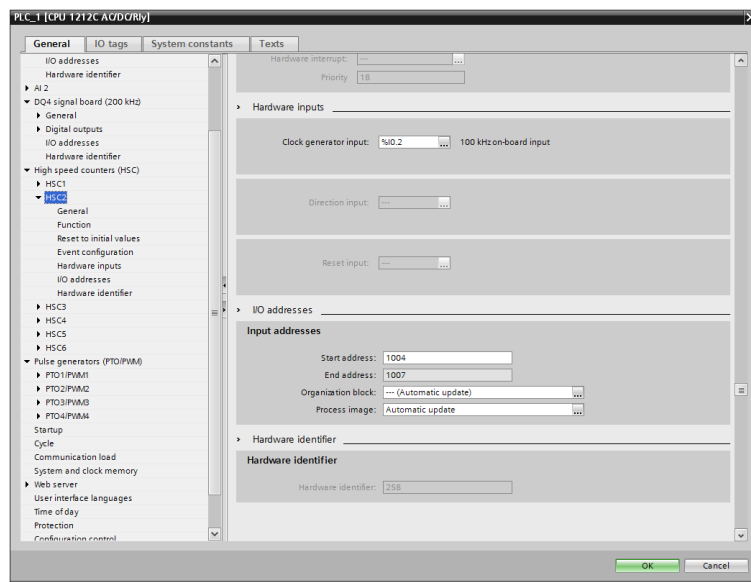 PLC_1 [CPU 1212C AC/DC/Rly]
General IO tags System constants Texts
I/O addresses
Hardware identifier
AI 2
DQ4 signal board (200 kHz)
General
Digital outputs
I/O addresses
Hardware identifier
High speed counters (HSC)
HSC1
HSC2
General
Function
Reset to initial values
Event configuration
Hardware inputs
I/O addresses
Hardware identifier
HSC3
HSC4
HSC5
HSC6
Pulse generators (PTO/PWM)
PTO1/PWM1
PTO2/PWM2
PTO3/PWM3
PTO4/PWM4
Startup
Cycle
Communication load
System and clock memory
Web server
User interface languages
Time of day
Protection
Configuration control
Hardware interrupt: --- ...
Priority 18
Hardware inputs
Clock generator input: %I0.2 ... 100 kHz on-board input
Direction input: --- ...
Reset input: --- ...
I/O addresses
Input addresses
Start address: 1004
End address: 1007
Organization block: --- (Automatic update) ...
Process image: Automatic update ...
Hardware identifier
Hardware identifier
Hardware identifier: 258
OK Cancel